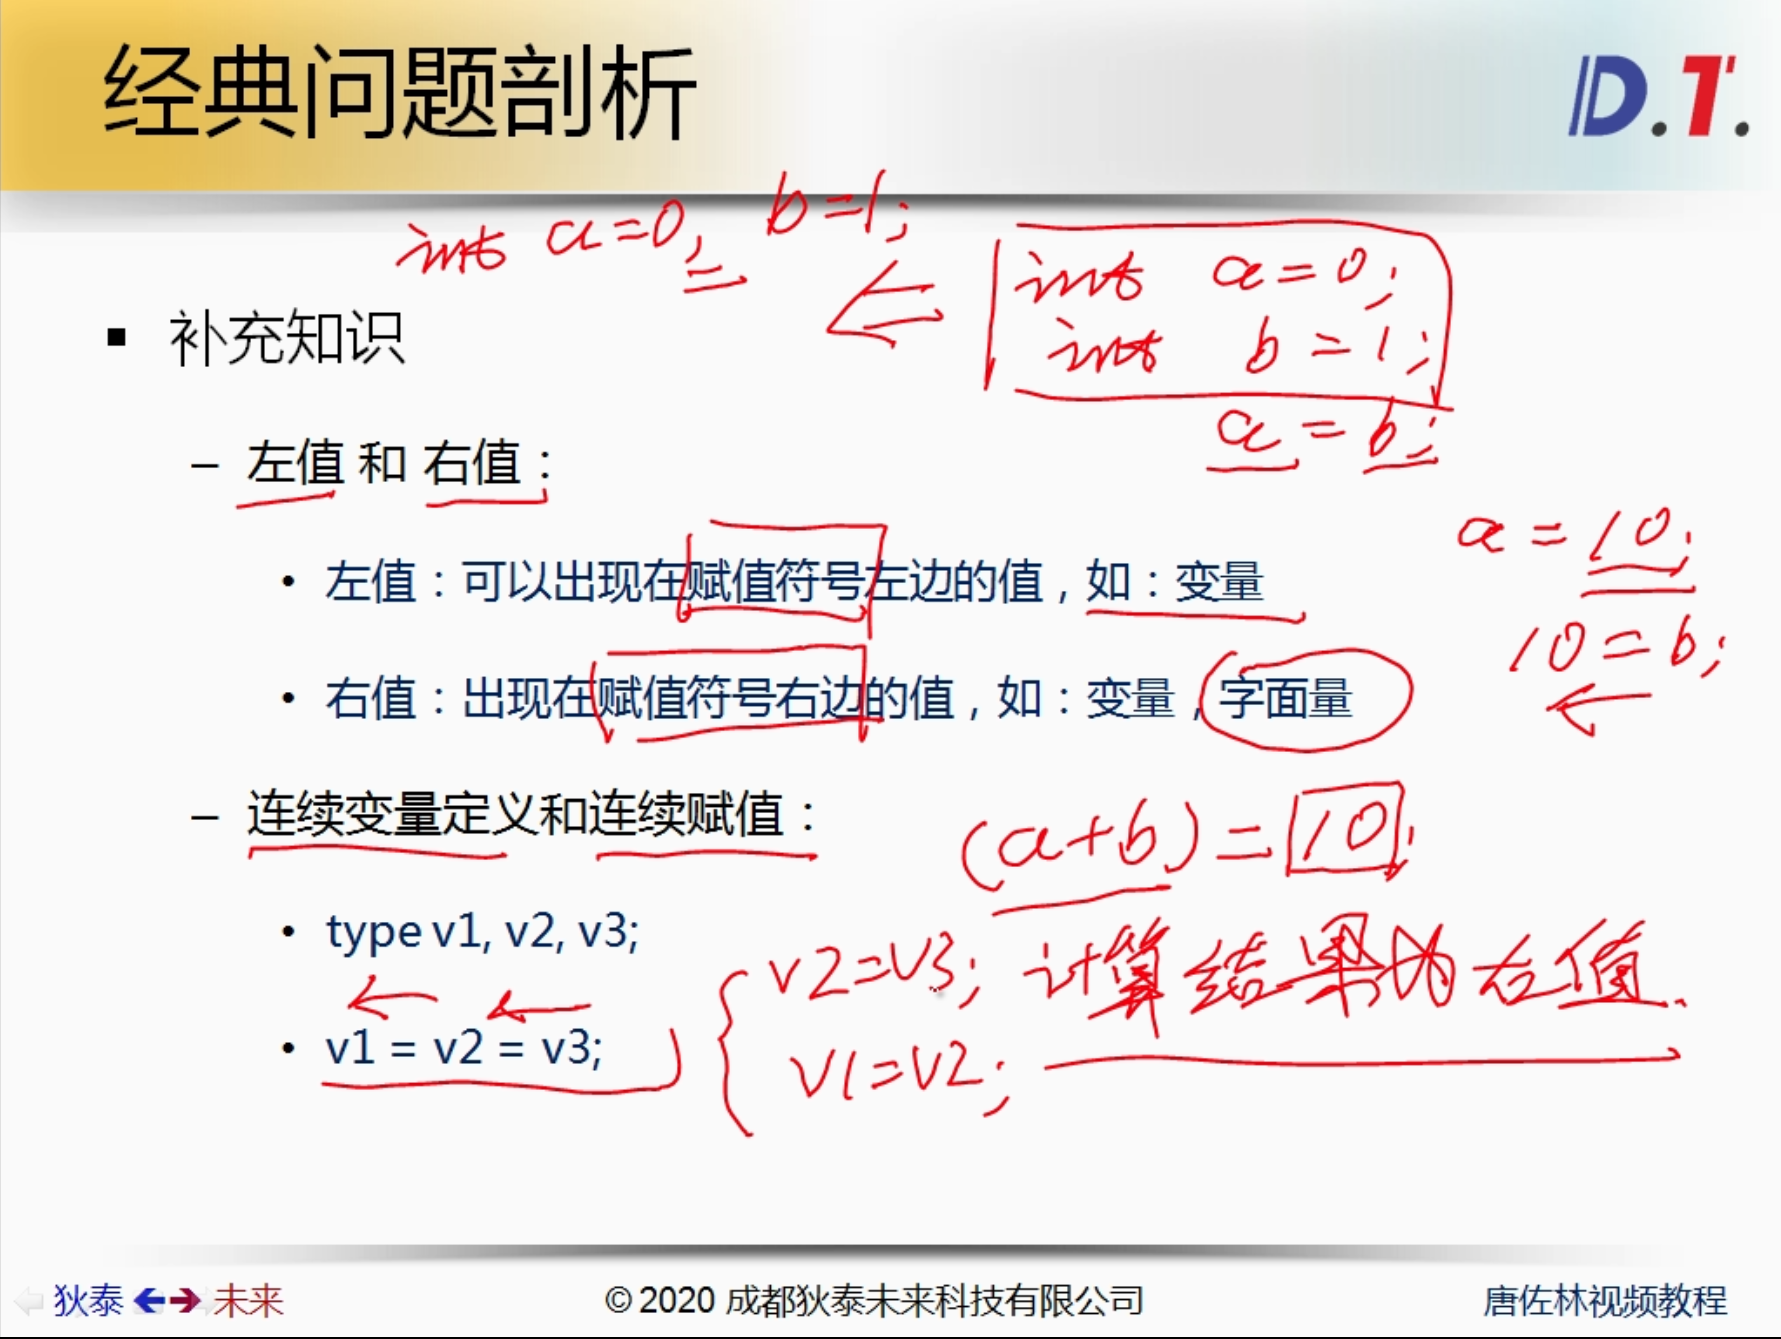 经典问题剖析
D.T.
int a=0, b=1;
int a=0;
int b=1;
a=b;
▪ 补充知识
– 左值 和 右值：
a=10;
• 左值：可以出现在赋值符号左边的值，如：变量
10=b;
• 右值：出现在赋值符号右边的值，如：变量，字面量
– 连续变量定义和连续赋值：
(a+b)=10;
• type v1, v2, v3;
v2=v3; 计算结果为右值.
• v1 = v2 = v3;
v1=v2;
狄泰 未来
© 2020 成都狄泰未来科技有限公司
唐佐林视频教程